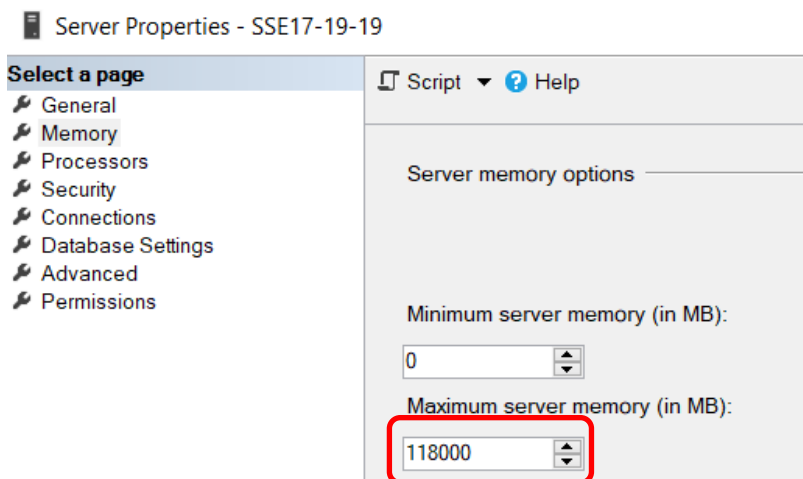 Server Properties - SSE17-19-19
Select a page
General
Memory
Processors
Security
Connections
Database Settings
Advanced
Permissions
Script Help
Server memory options
Minimum server memory (in MB):
0
Maximum server memory (in MB):
118000